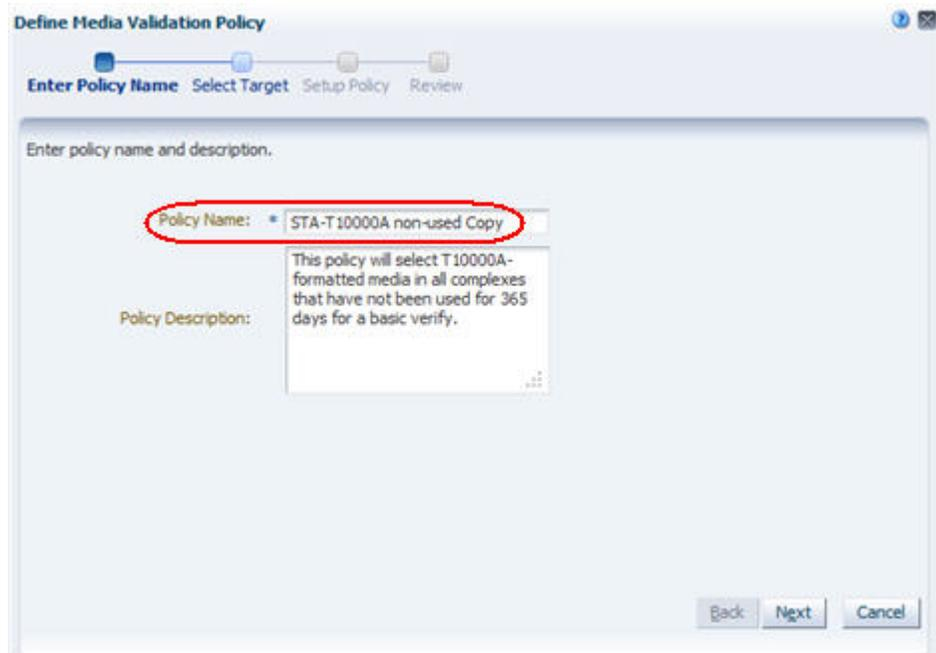 Define Media Validation Policy
Enter Policy Name Select Target Setup Policy Review
Enter policy name and description.
Policy Name: * STA-T10000A non-used Copy
This policy will select T10000A-
formatted media in all complexes
that have not been used for 365
days for a basic verify.
Policy Description:
Back Next Cancel